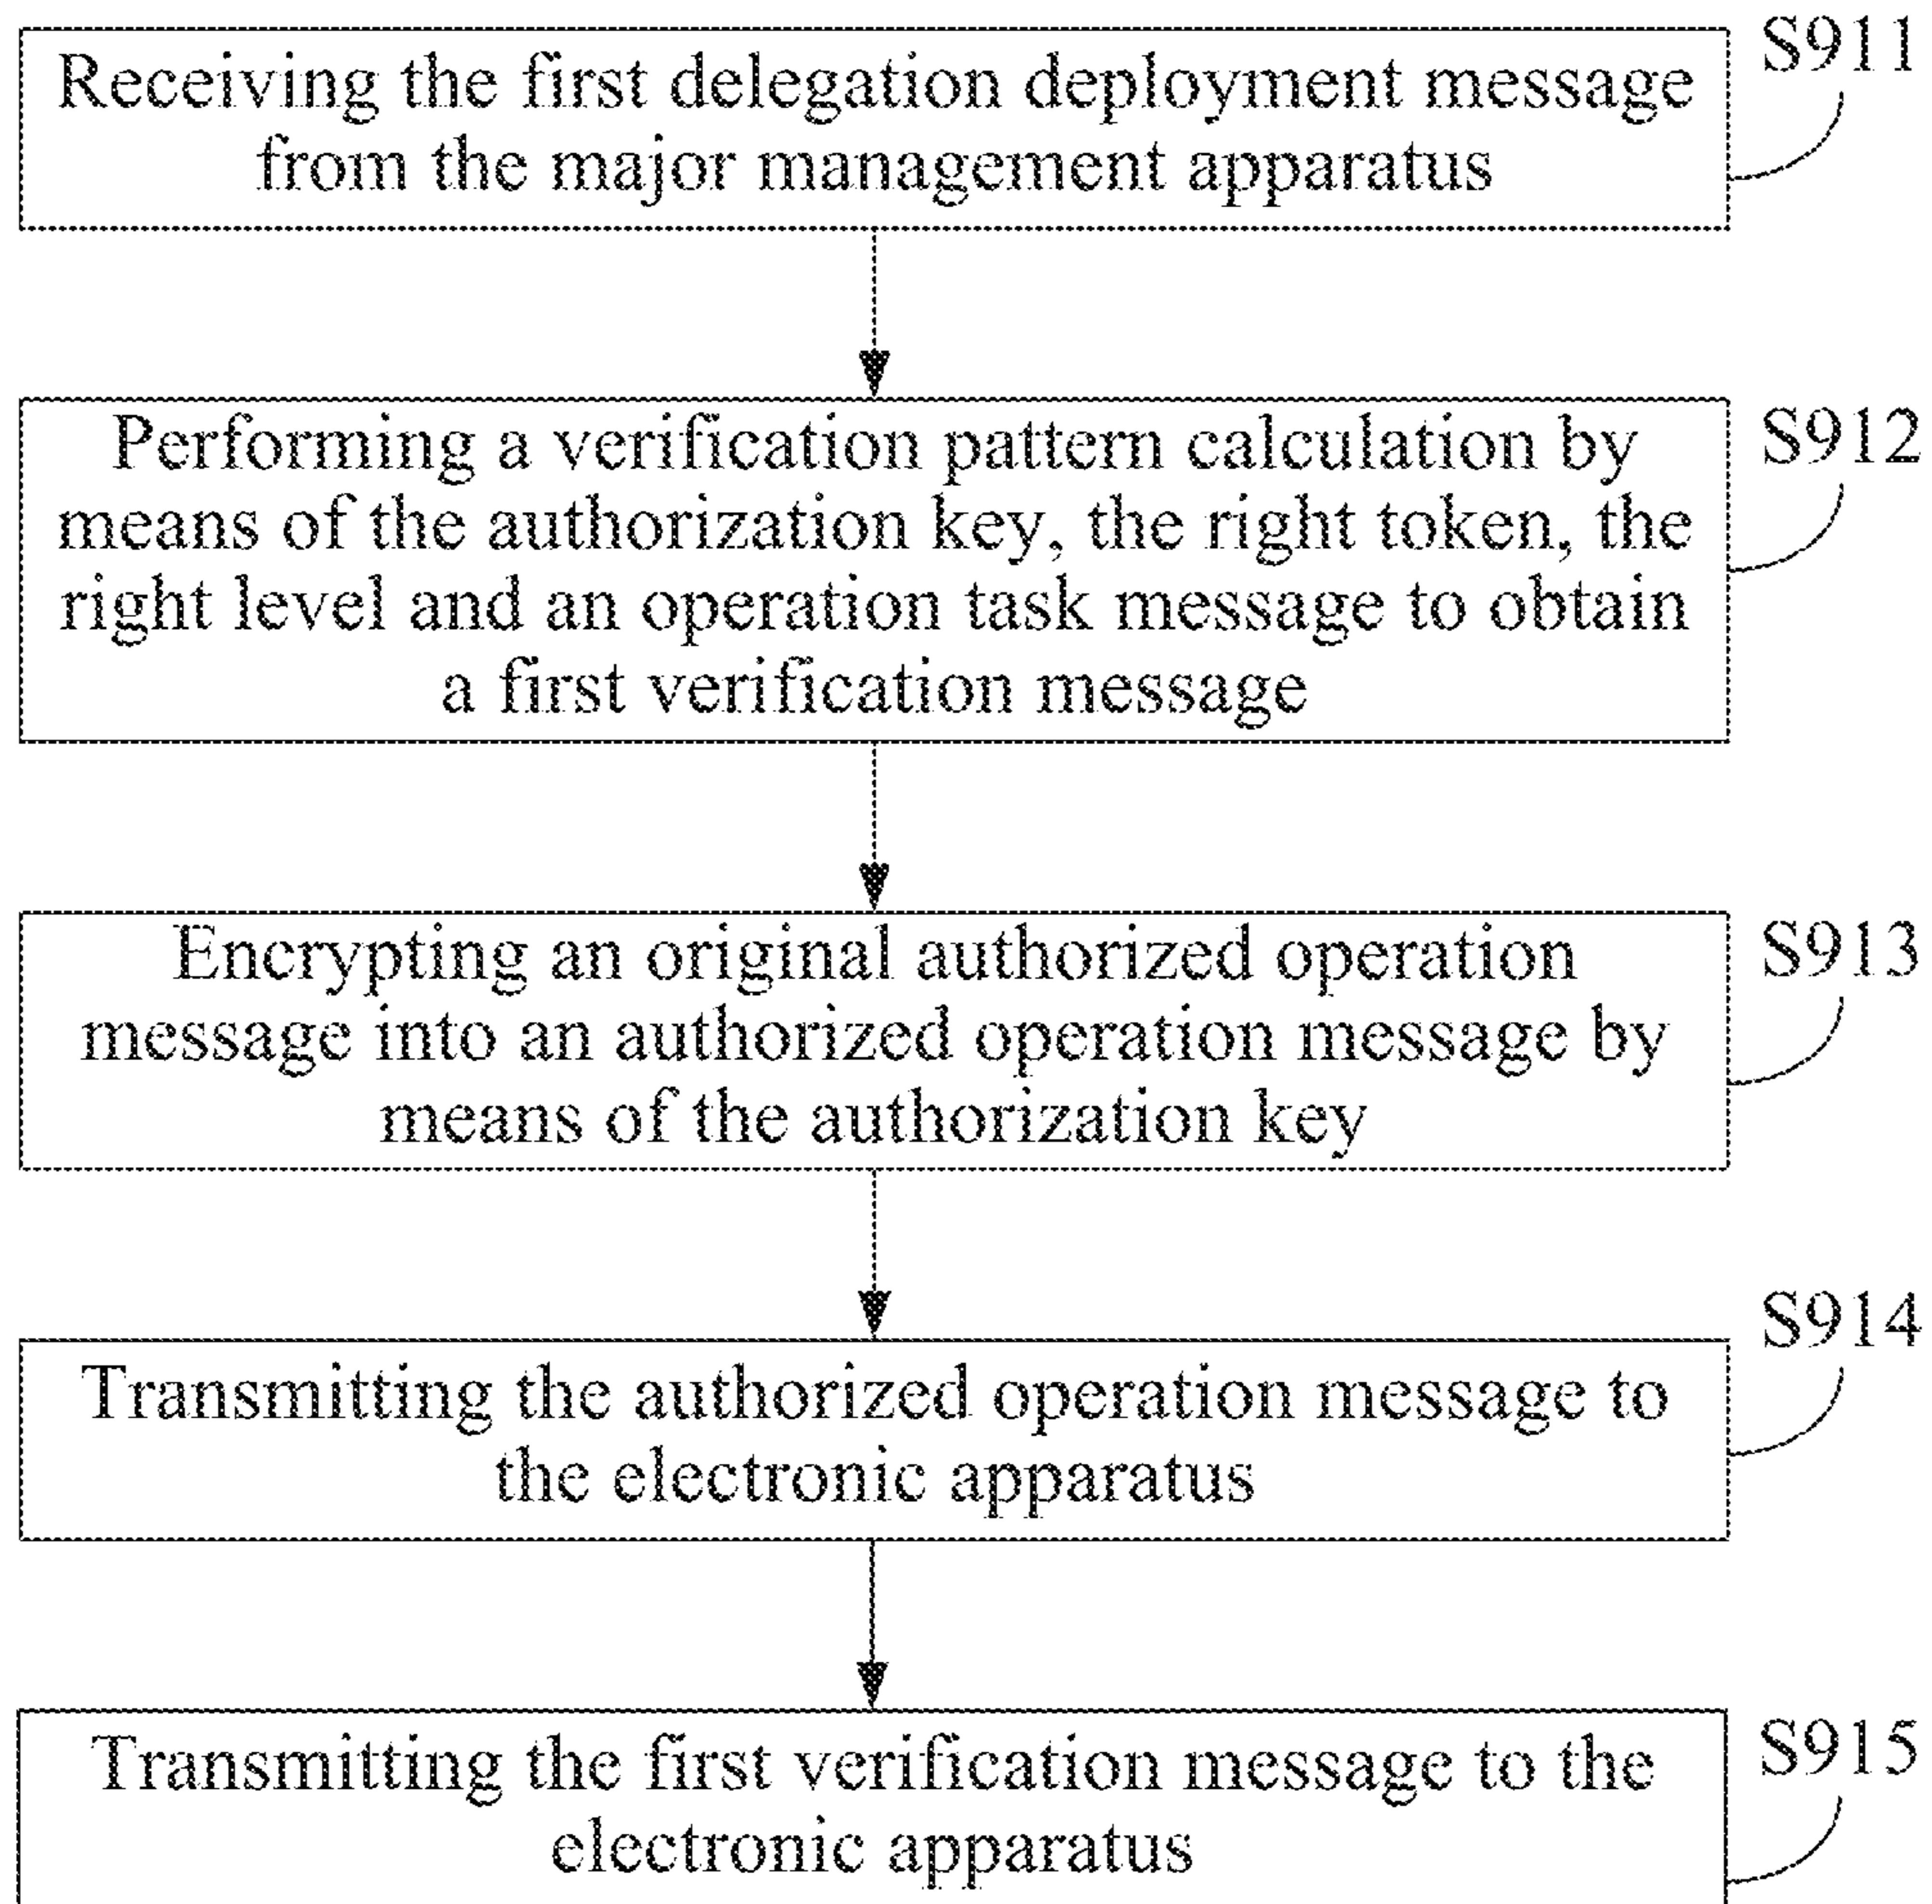 S911
Receiving the first delegation deployment message
from the major management apparatus
S912
Performing a verification pattern calculation by
means of the authorization key, the right token, the
right level and an operation task message to obtain
a first verification message
S913
Encrypting an original authorized operation
message into an authorized operation message by
means of the authorization key
S914
Transmitting the authorized operation message to
the electronic apparatus
S915
Transmitting the first verification message to the
electronic apparatus